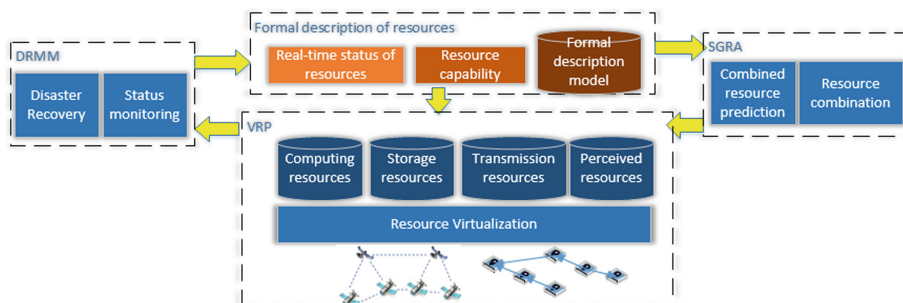 Formal description of resources
DRMM
SGRA
Real-time status of
resources
Resource
capability
Formal
description
model
Disaster
Recovery
Status
monitoring
Combined
resource
prediction
Resource
combination
VRP
Computing
resources
Storage
resources
Transmission
resources
Perceived
resources
Resource Virtualization